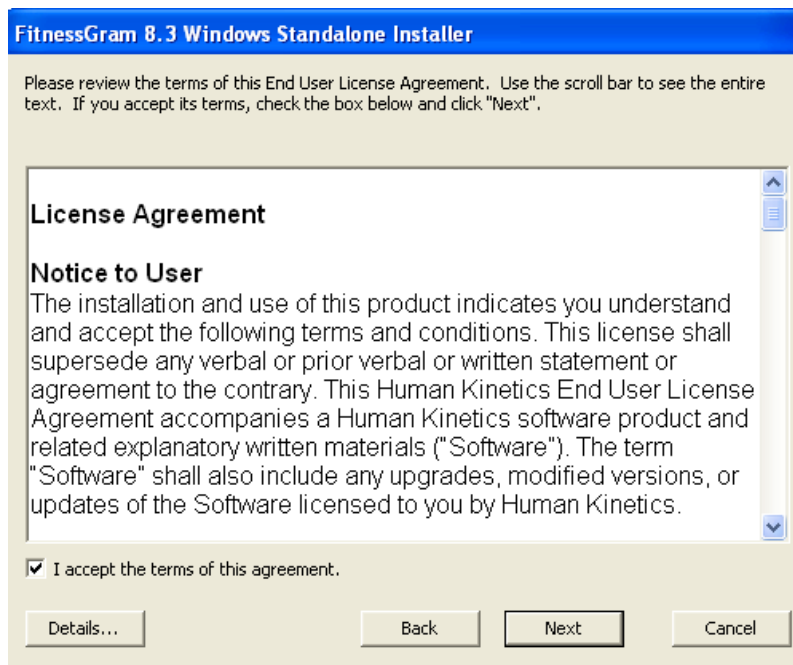 FitnessGram 8.3 Windows Standalone Installer
Please review the terms of this End User License Agreement. Use the scroll bar to see the entire
text. If you accept its terms, check the box below and click "Next".
License Agreement
Notice to User
The installation and use of this product indicates you understand
and accept the following terms and conditions. This license shall
supersede any verbal or prior verbal or written statement or
agreement to the contrary. This Human Kinetics End User License
Agreement accompanies a Human Kinetics software product and
related explanatory written materials ("Software"). The term
"Software" shall also include any upgrades, modified versions, or
updates of the Software licensed to you by Human Kinetics.
I accept the terms of this agreement.
Details... Back Next Cancel